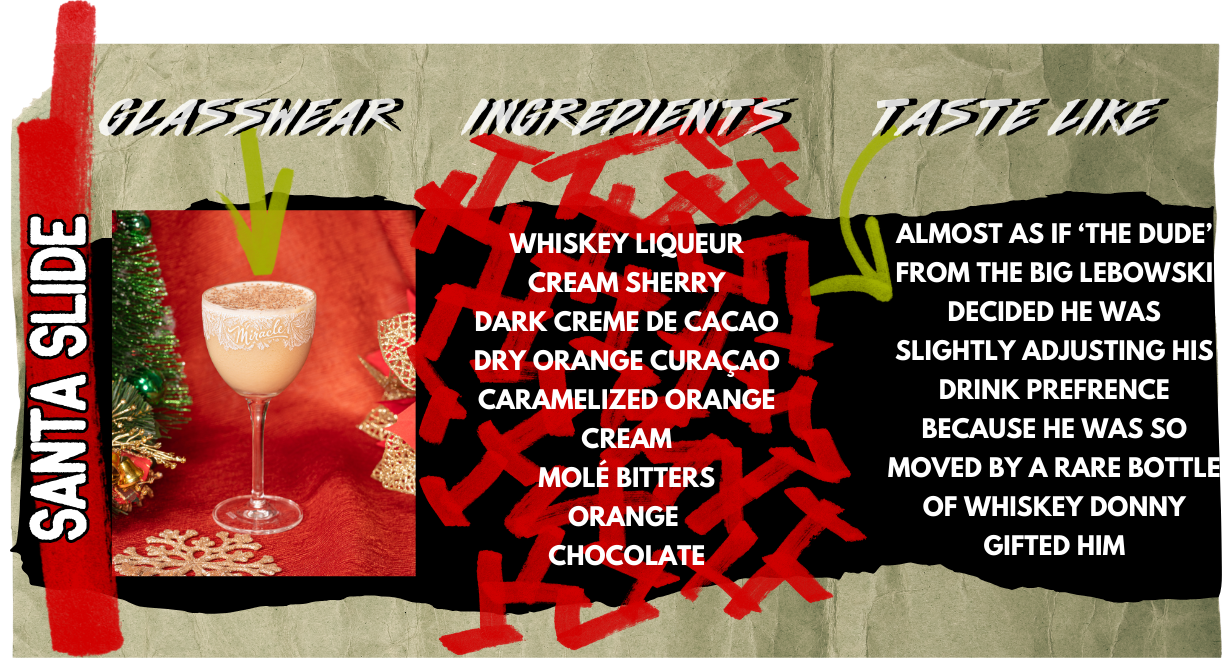 SANTA SLIDE
GLASSWEAR
Miracle
INGREDIENTS
WHISKEY LIQUEUR
CREAM SHERRY
DARK CREME DE CACAO
DRY ORANGE CURAÇAO
CARAMELIZED ORANGE
CREAM
MOLÉ BITTERS
ORANGE
CHOCOLATE
TASTE LIKE
ALMOST AS IF ‘THE DUDE’
FROM THE BIG LEBOWSKI
DECIDED HE WAS
SLIGHTLY ADJUSTING HIS
DRINK PREFRENCE
BECAUSE HE WAS SO
MOVED BY A RARE BOTTLE
OF WHISKEY DONNY
GIFTED HIM